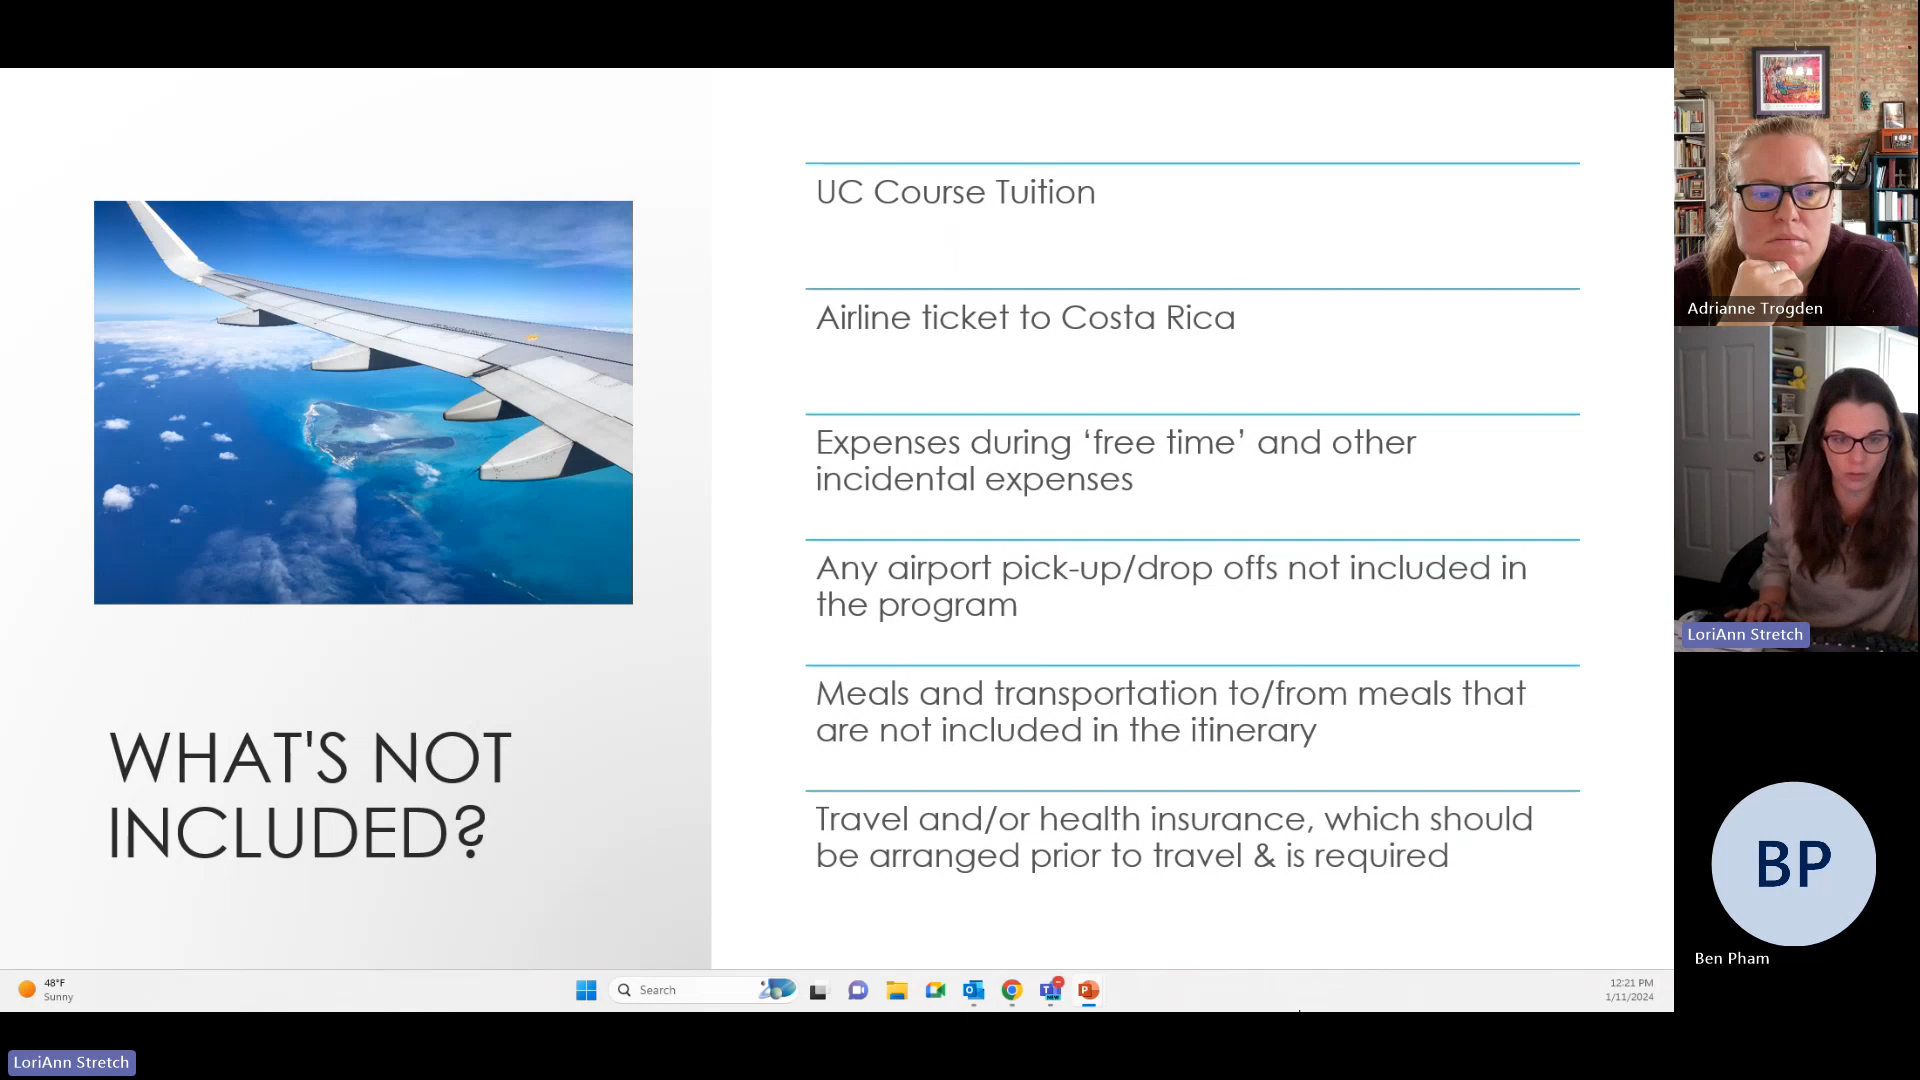 WHAT'S NOT
INCLUDED?
UC Course Tuition
Airline ticket to Costa Rica
Expenses during ‘free time’ and other
incidental expenses
Any airport pick-up/drop offs not included in
the program
Meals and transportation to/from meals that
are not included in the itinerary
Travel and/or health insurance, which should
be arranged prior to travel & is required
Adrianne Trogden
LoriAnn Stretch
BP
Ben Pham
48°F
Sunny
Search
12:21 PM
1/11/2024
LoriAnn Stretch